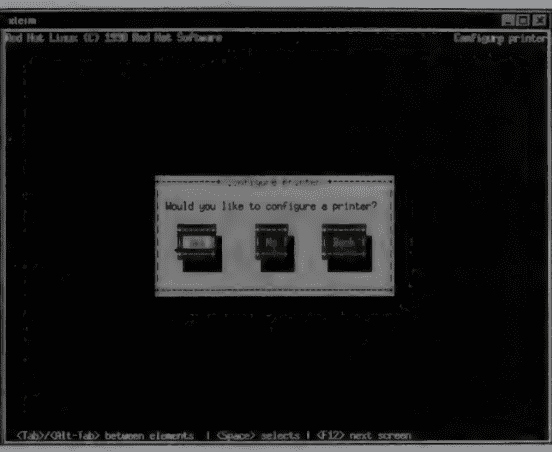 xterm
Red Hat Linux (C) 1998 Red Hat Software Configure printer
Configure Printer
Would you like to configure a printer?
Yes No Back
<Tab>/<Alt-Tab> between elements | <Space> selects | <F12> next screen